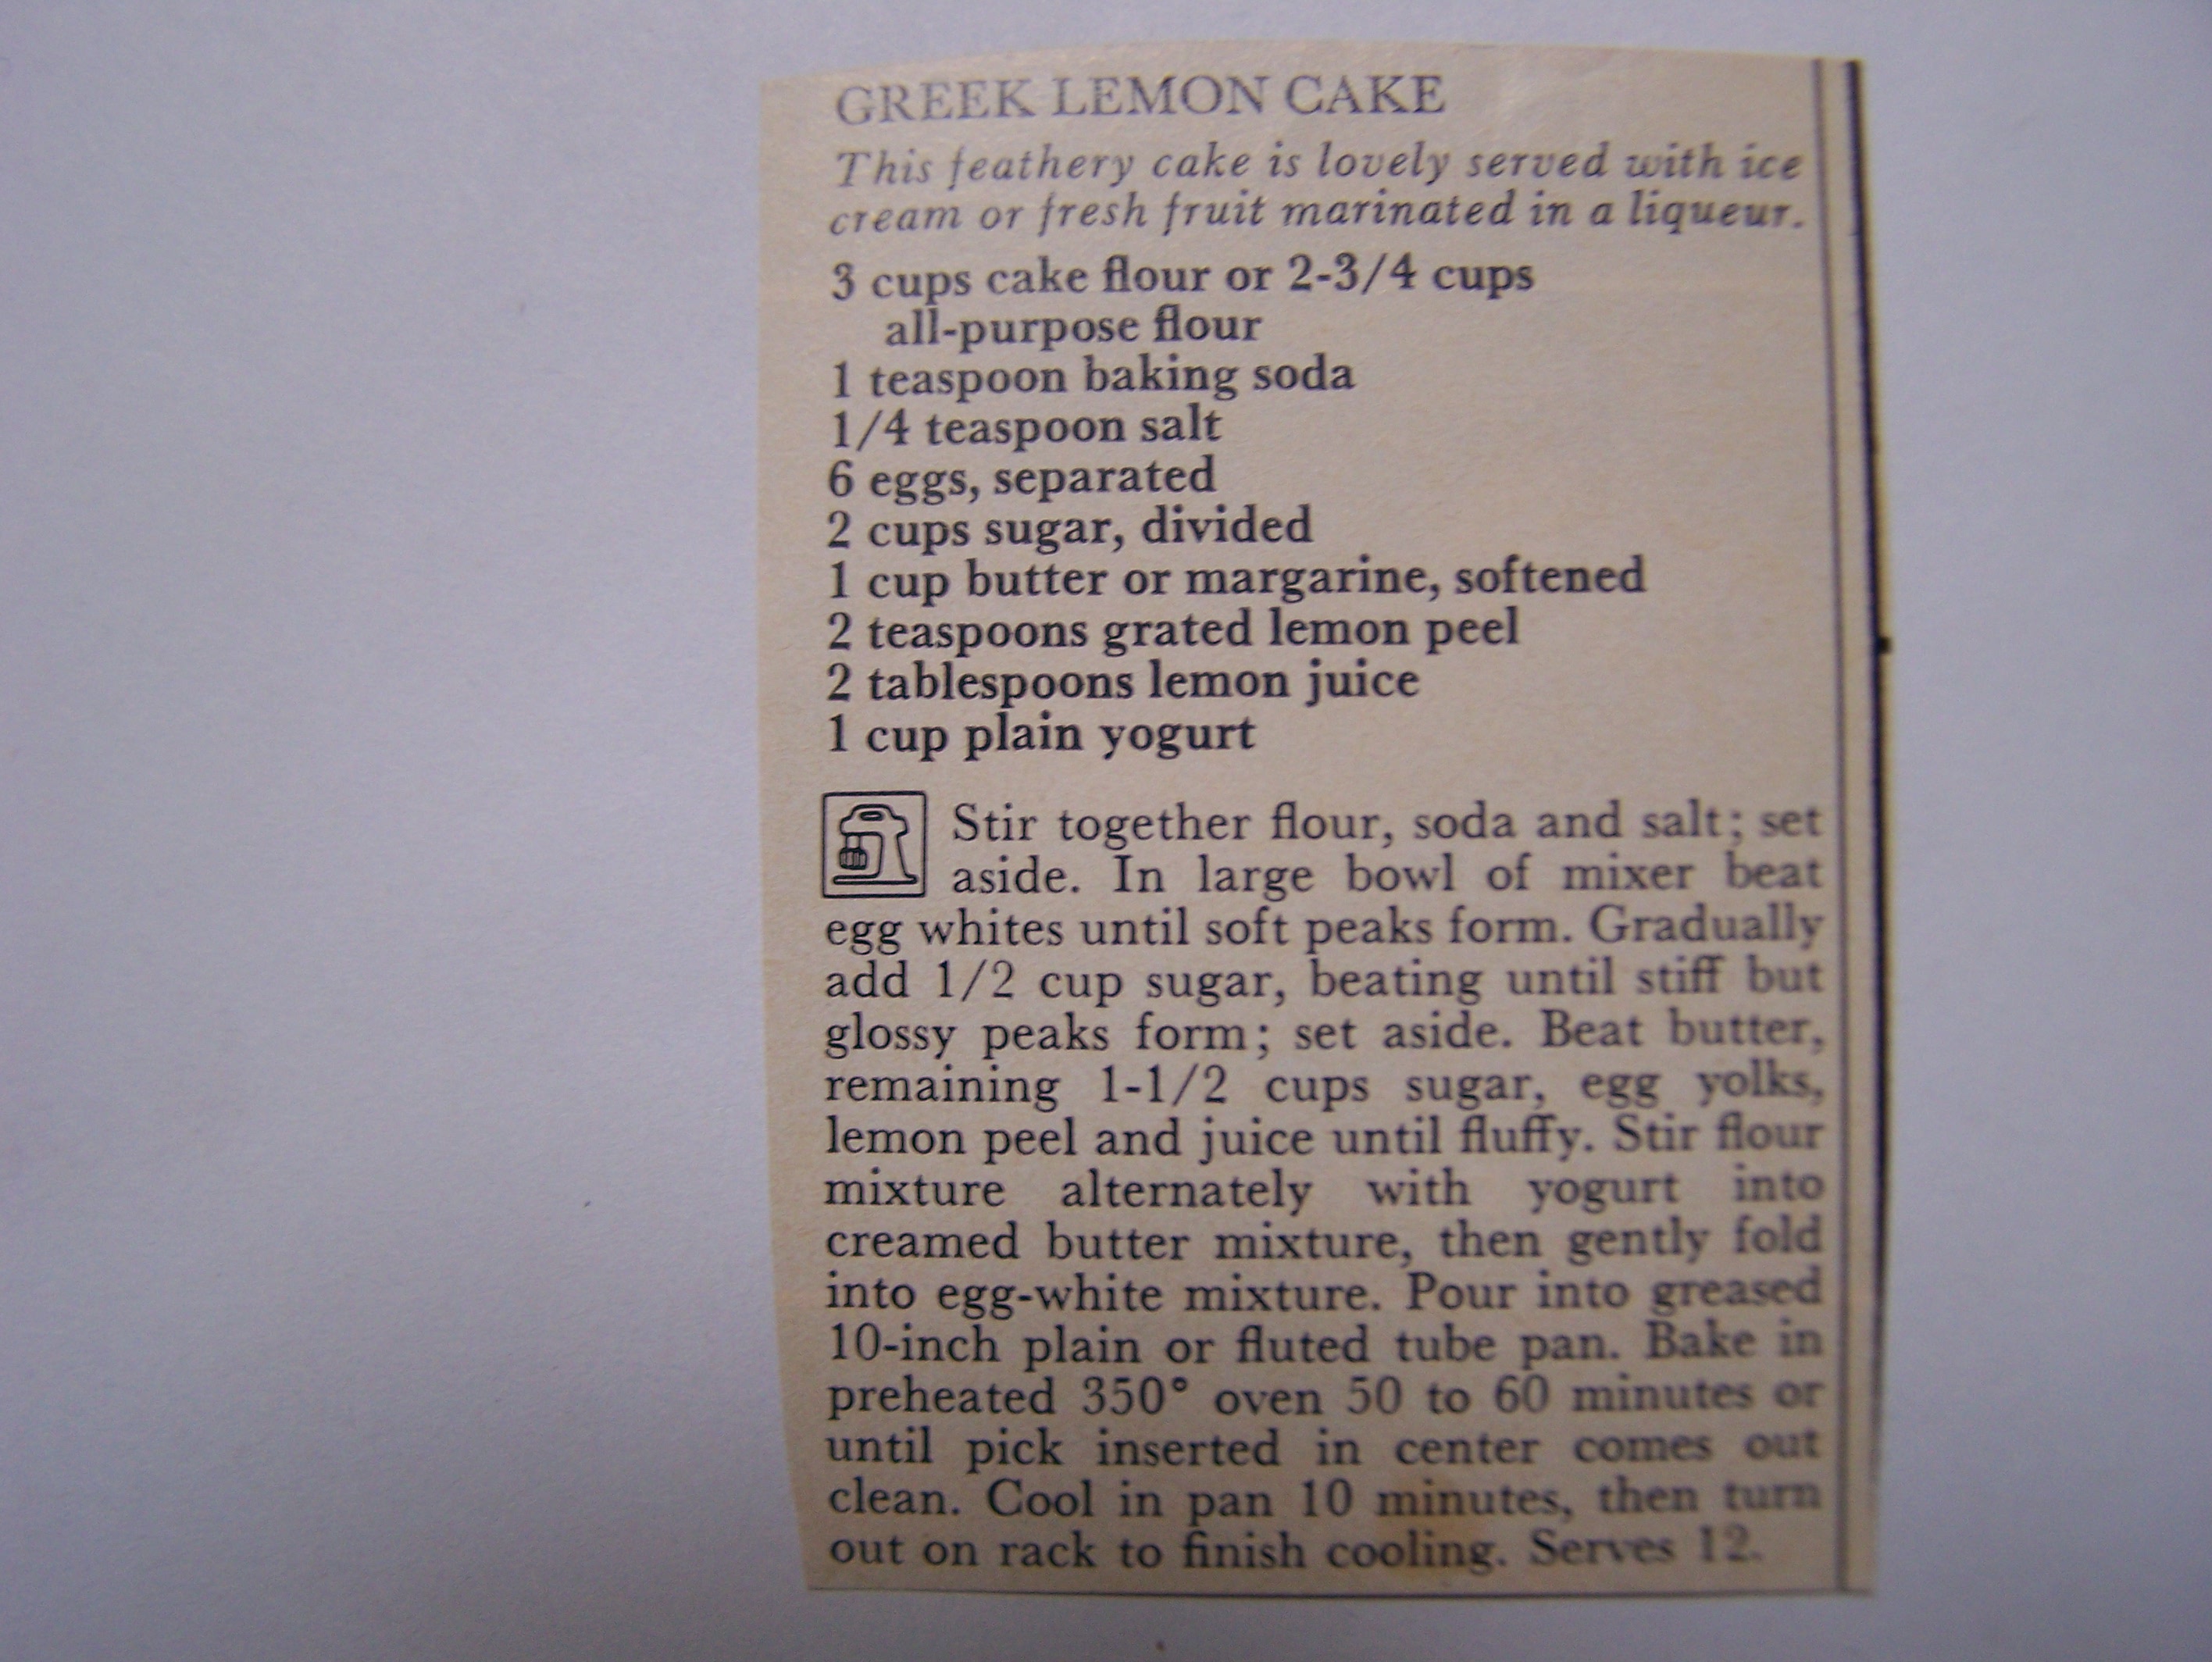 GREEK LEMON CAKE
This feathery cake is lovely served with ice
cream or fresh fruit marinated in a liqueur.
3 cups cake flour or 2-3/4 cups
all-purpose flour
1 teaspoon baking soda
1/4 teaspoon salt
6 eggs, separated
2 cups sugar, divided
1 cup butter or margarine, softened
2 teaspoons grated lemon peel
2 tablespoons lemon juice
1 cup plain yogurt
Stir together flour, soda and salt; set
aside. In large bowl of mixer beat
egg whites until soft peaks form. Gradually
add 1/2 cup sugar, beating until stiff but
glossy peaks form; set aside. Beat butter,
remaining 1-1/2 cups sugar, egg yolks,
lemon peel and juice until fluffy. Stir flour
mixture alternately with yogurt into
creamed butter mixture, then gently fold
into egg-white mixture. Pour into greased
10-inch plain or fluted tube pan. Bake in
preheated 350° oven 50 to 60 minutes or
until pick inserted in center comes out
clean. Cool in pan 10 minutes, then turn
out on rack to finish cooling. Serves 12.